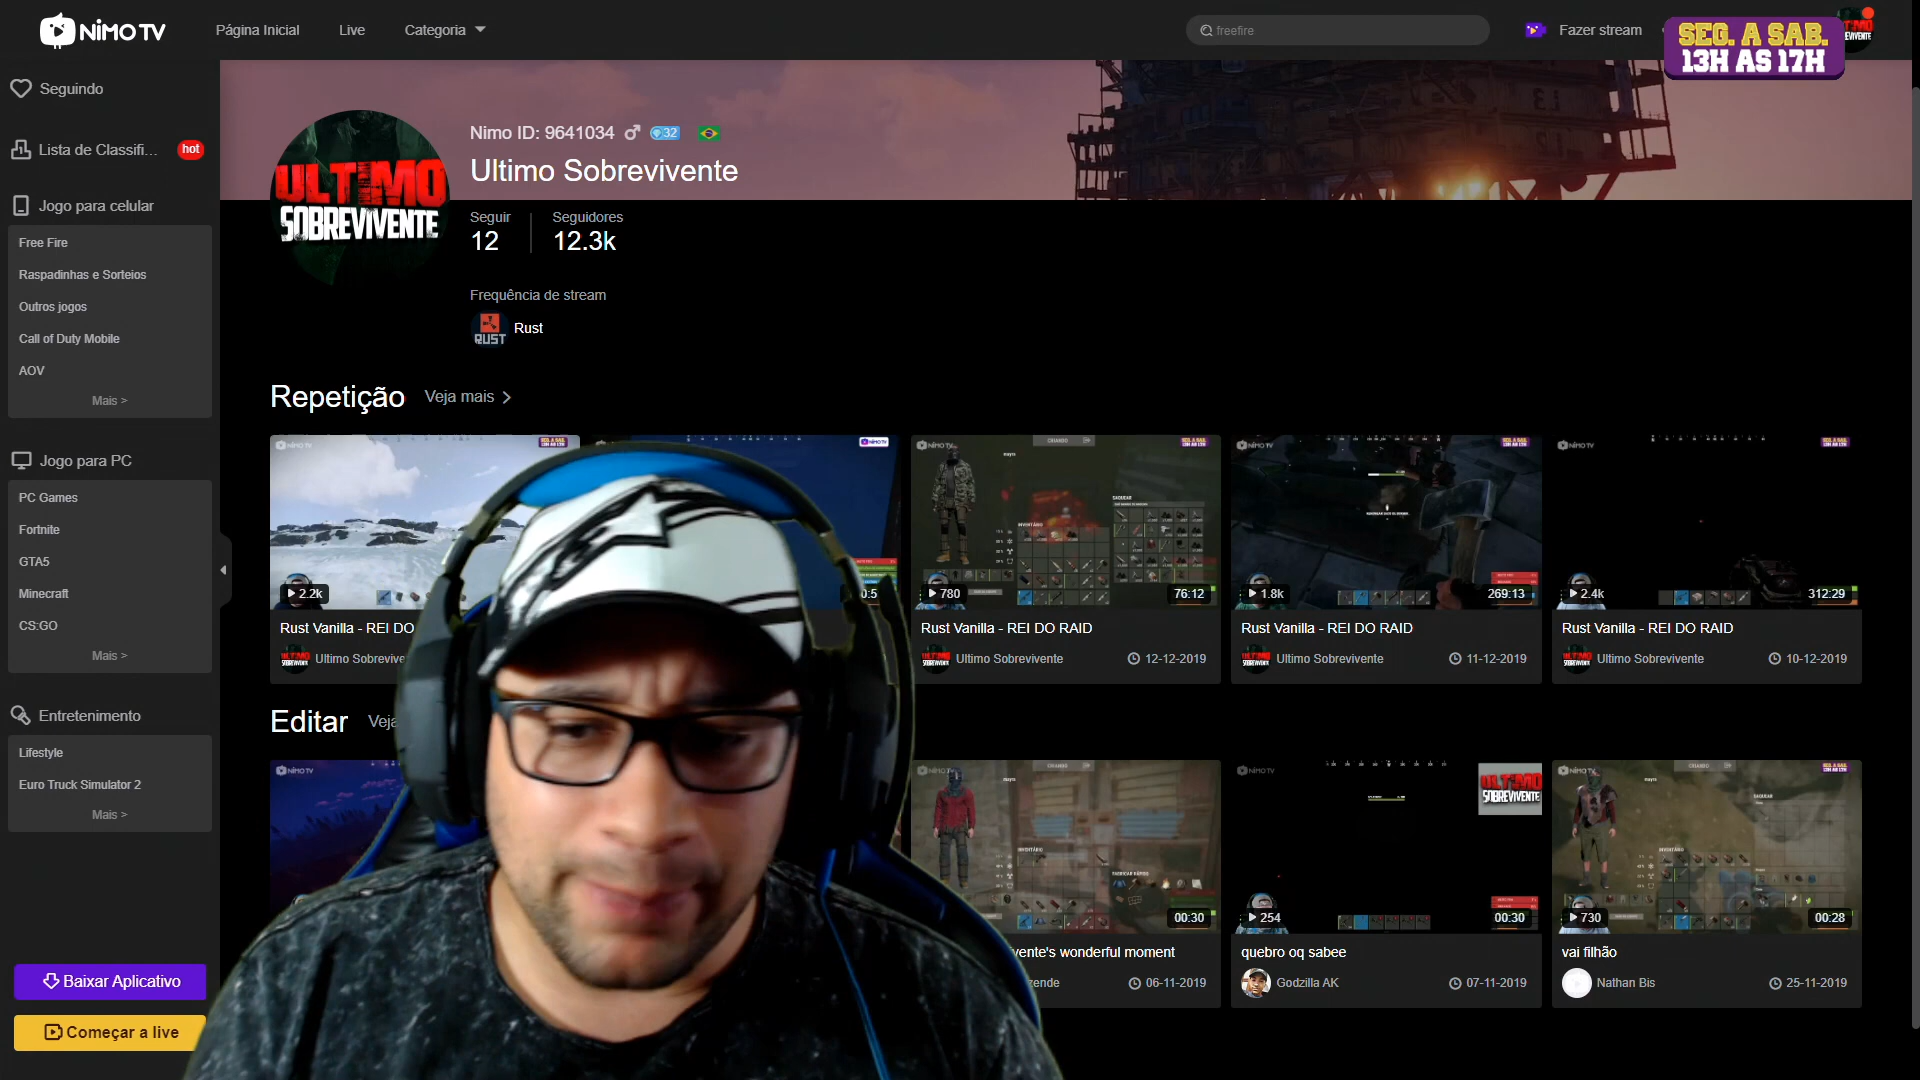 NIMO TV
Página Inicial
Live
Categoria
freefire
Fazer stream
SEG. A SAB.
13H AS 17H
Seguindo
Lista de Classifi...
hot
Jogo para celular
Free Fire
Raspadinhas e Sorteios
Outros jogos
Call of Duty Mobile
AOV
Mais >
Jogo para PC
PC Games
Fortnite
GTA5
Minecraft
CS:GO
Mais >
Entretenimento
Lifestyle
Euro Truck Simulator 2
Mais >
Baixar Aplicativo
Começar a live
ULTIMO
SOBREVIVENTE
Nimo ID: 9641034
32
Ultimo Sobrevivente
Seguir
12
Seguidores
12.3k
Frequência de stream
RUST
Rust
Repetição
Veja mais >
2.2k
Rust Vanilla - REI DO
Ultimo Sobrevive
0:5
780
76:12
Rust Vanilla - REI DO RAID
Ultimo Sobrevivente
12-12-2019
1.8k
269:13
Rust Vanilla - REI DO RAID
Ultimo Sobrevivente
11-12-2019
2.4k
312:29
Rust Vanilla - REI DO RAID
Ultimo Sobrevivente
10-12-2019
Editar
Veja
00:30
vente's wonderful moment
zende
06-11-2019
ULTIMO
SOBREVIVENTE
254
00:30
quebro oq sabee
Godzilla AK
07-11-2019
730
00:28
vai filhão
Nathan Bis
25-11-2019